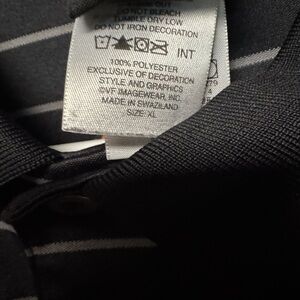 DO NOT BLEACH
TUMBLE DRY LOW
DO NOT IRON DECORATION
INT
100% POLYESTER
EXCLUSIVE OF DECORATION
STYLE AND GRAPHICS
©VF IMAGEWEAR, INC.
MADE IN SWAZILAND
SIZE: XL